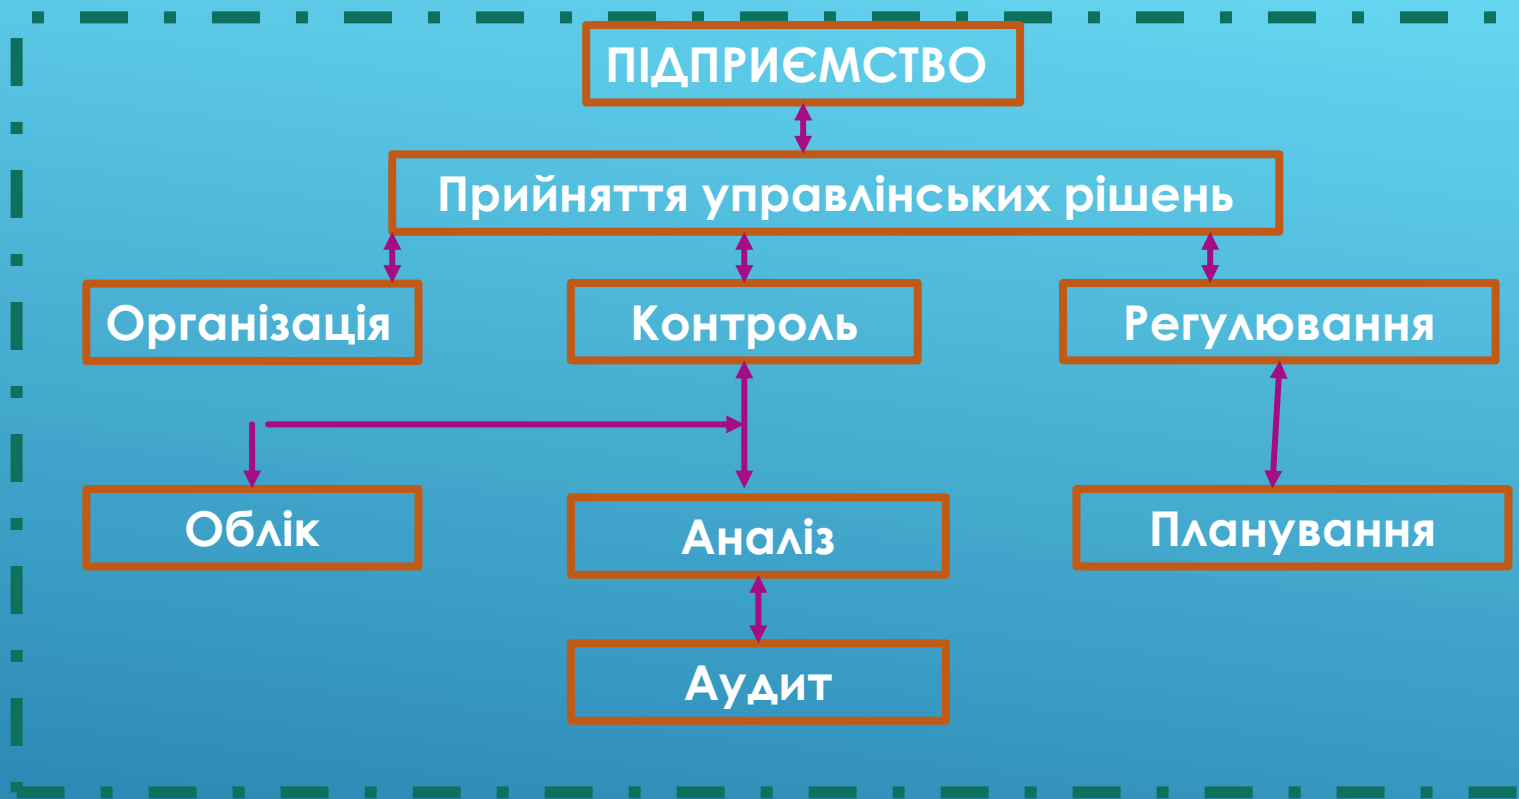 ПІДПРИЄМСТВО
Прийняття управлінських рішень
Організація
Контроль
Регулювання
Облік
Аналіз
Планування
Аудит